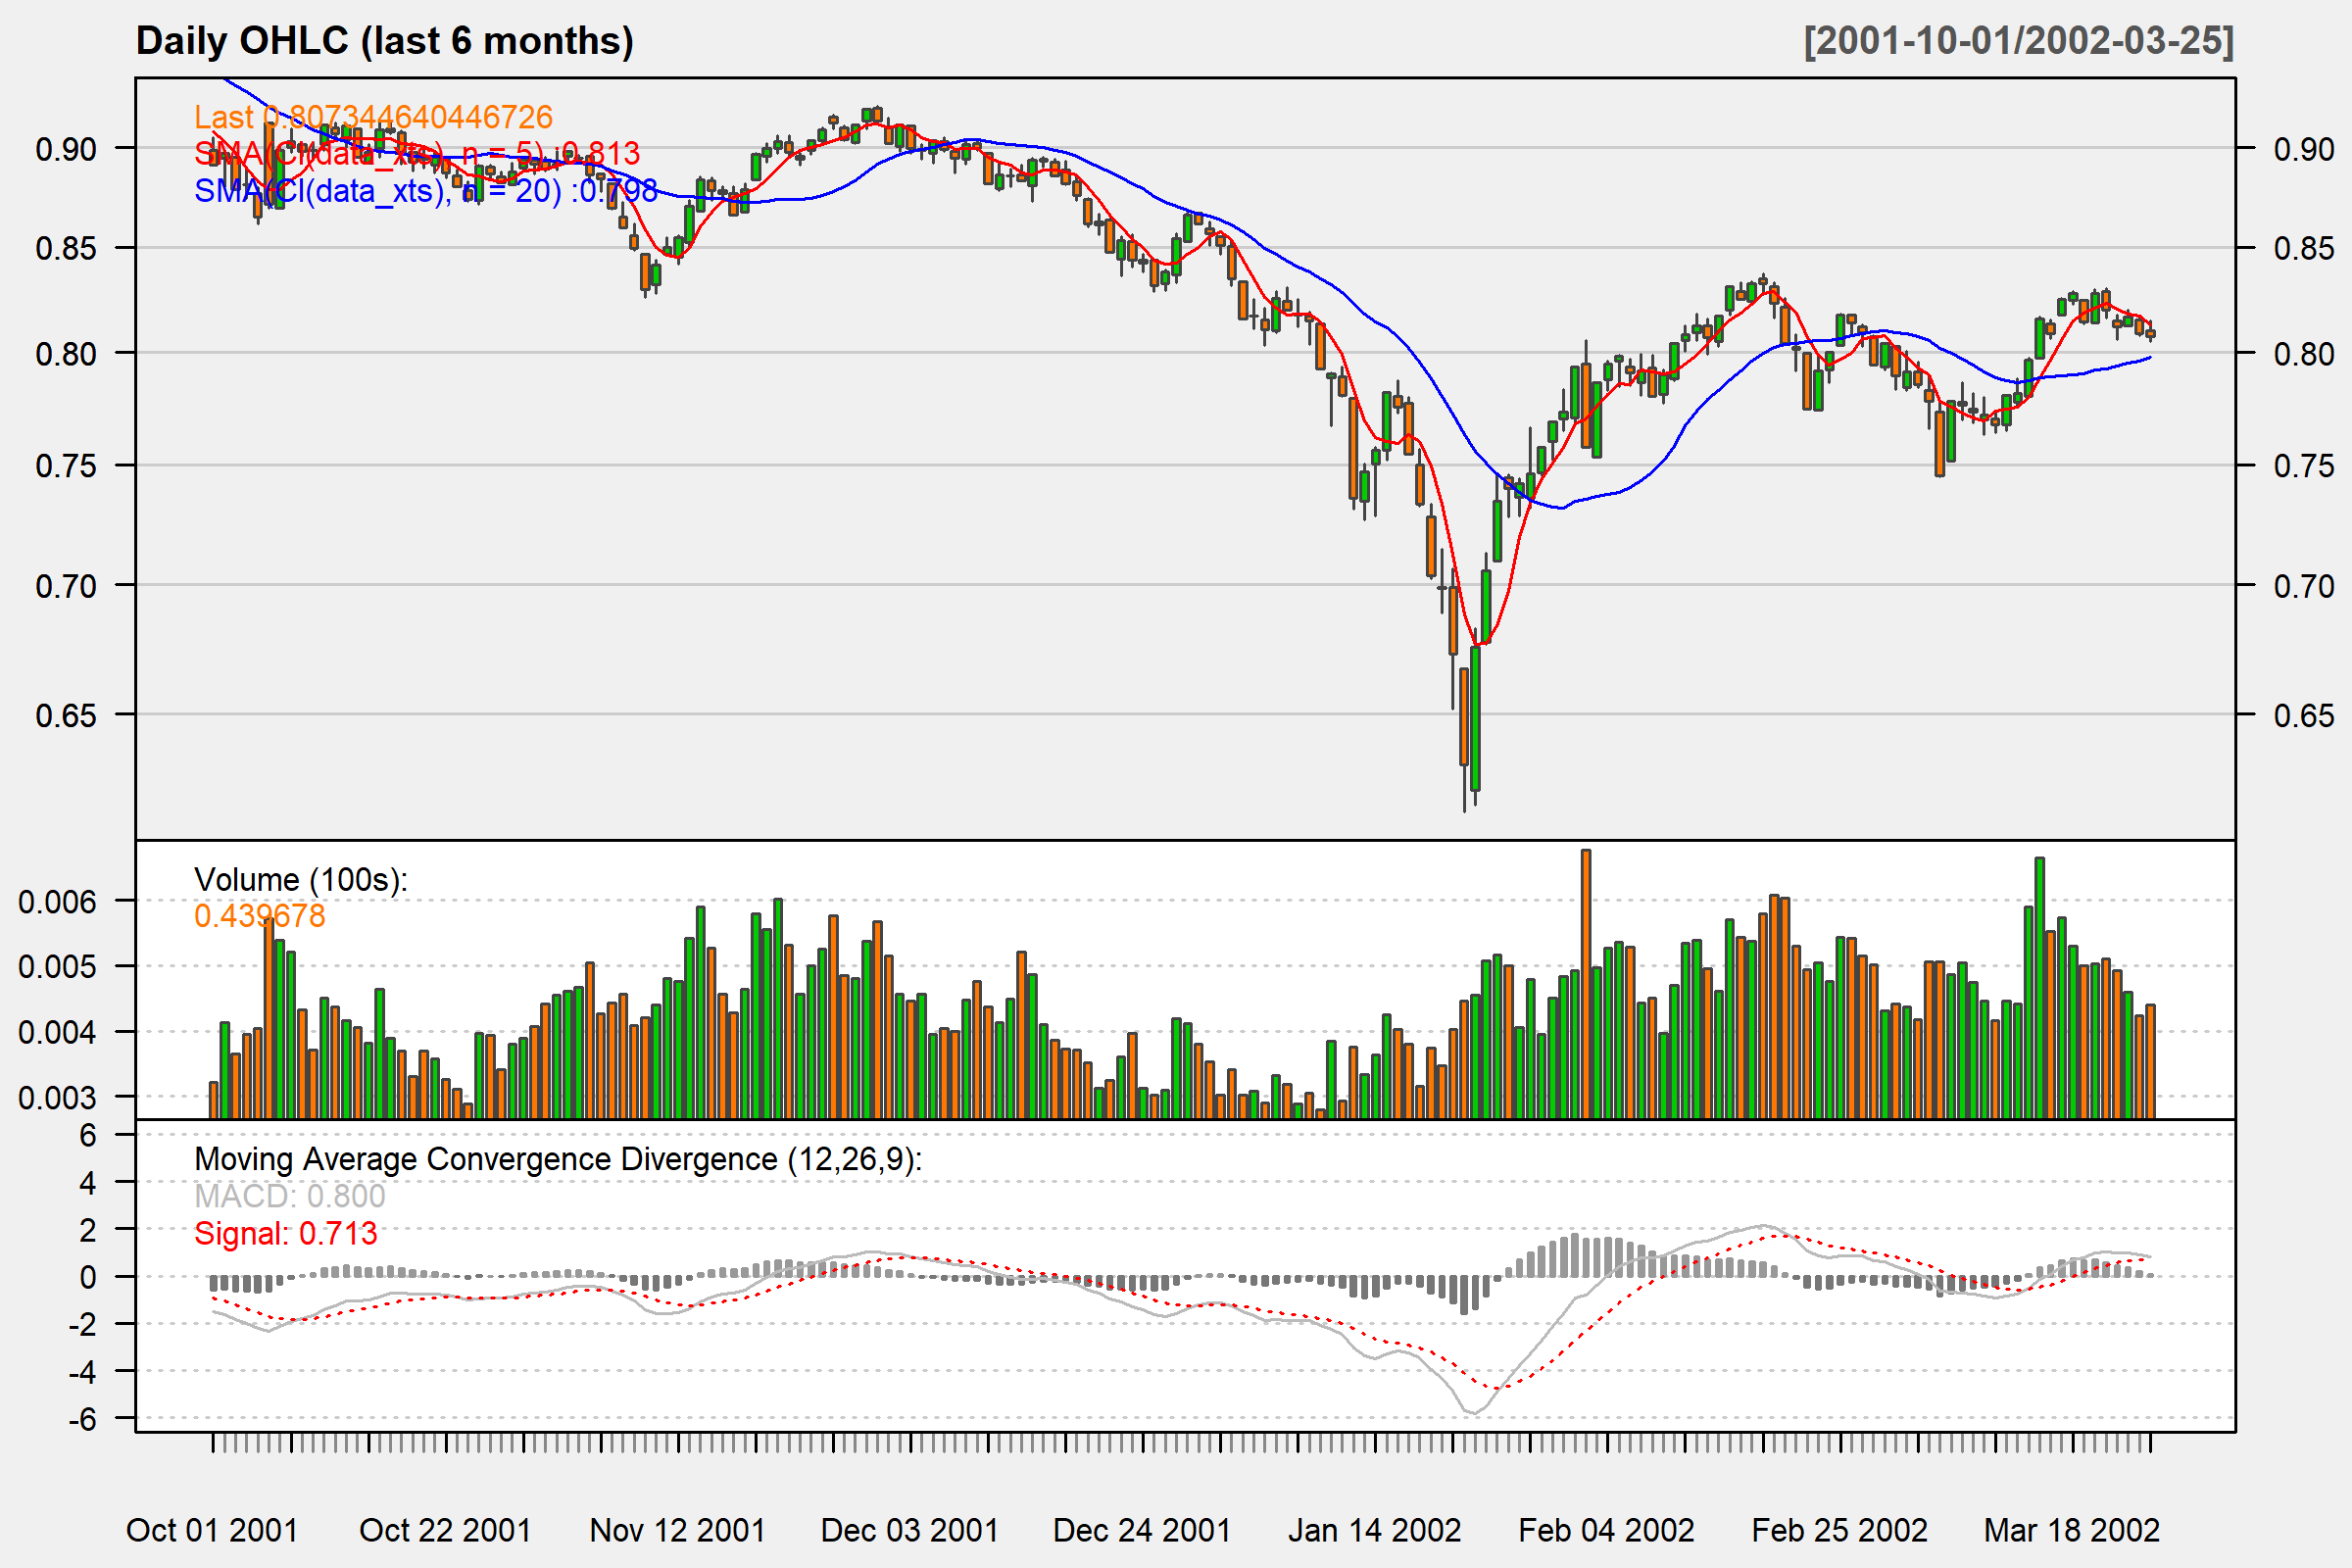 Daily OHLC (last 6 months) [2001-10-01/2002-03-25]
Last 0.807344640446726
SMA(Cl(data_xts), n = 5) :0.813
SMA(Cl(data_xts), n = 20) :0.798
0.90 0.90
0.85 0.85
0.80 0.80
0.75 0.75
0.70 0.70
0.65 0.65
Volume (100s):
0.439678
0.006
0.005
0.004
0.003
Moving Average Convergence Divergence (12,26,9):
MACD: 0.800
Signal: 0.713
6
4
2
0
-2
-4
-6
Oct 01 2001 Oct 22 2001 Nov 12 2001 Dec 03 2001 Dec 24 2001 Jan 14 2002 Feb 04 2002 Feb 25 2002 Mar 18 2002